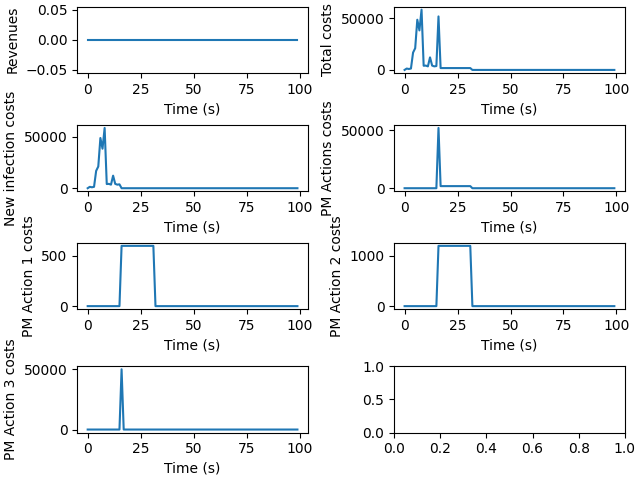 Revenues
0.05
0.00
−0.05
0 25 50 75 100
Time (s)
Total costs
50000
0
0 25 50 75 100
Time (s)
New infection costs
50000
0
0 25 50 75 100
Time (s)
PM Actions costs
50000
0
0 25 50 75 100
Time (s)
PM Action 1 costs
500
0
0 25 50 75 100
Time (s)
PM Action 2 costs
1000
0
0 25 50 75 100
Time (s)
PM Action 3 costs
50000
0
0 25 50 75 100
Time (s)
1.0
0.5
0.0
0.0 0.2 0.4 0.6 0.8 1.0